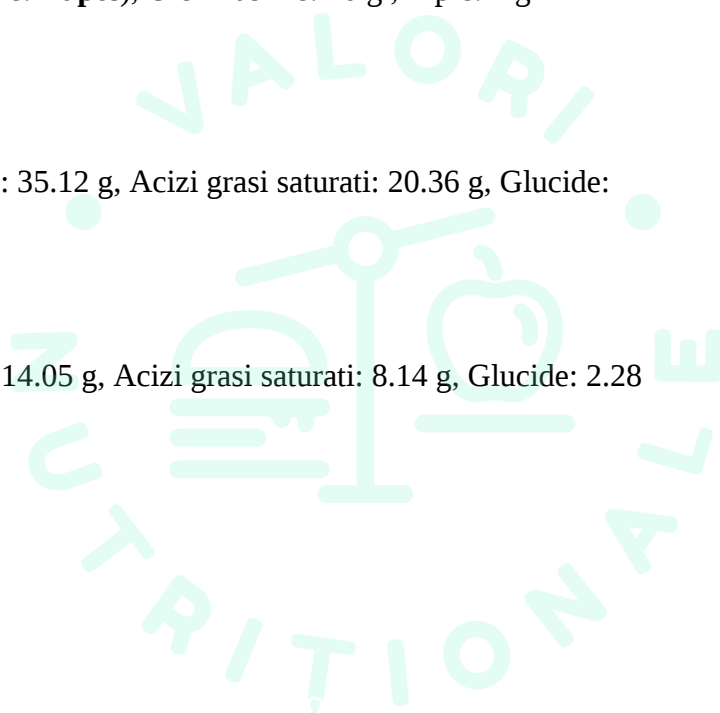 VALORI
: 35.12 g, Acizi grasi saturati: 20.36 g, Glucide:
14.05 g, Acizi grasi saturati: 8.14 g, Glucide: 2.28
NUTRITIONALE